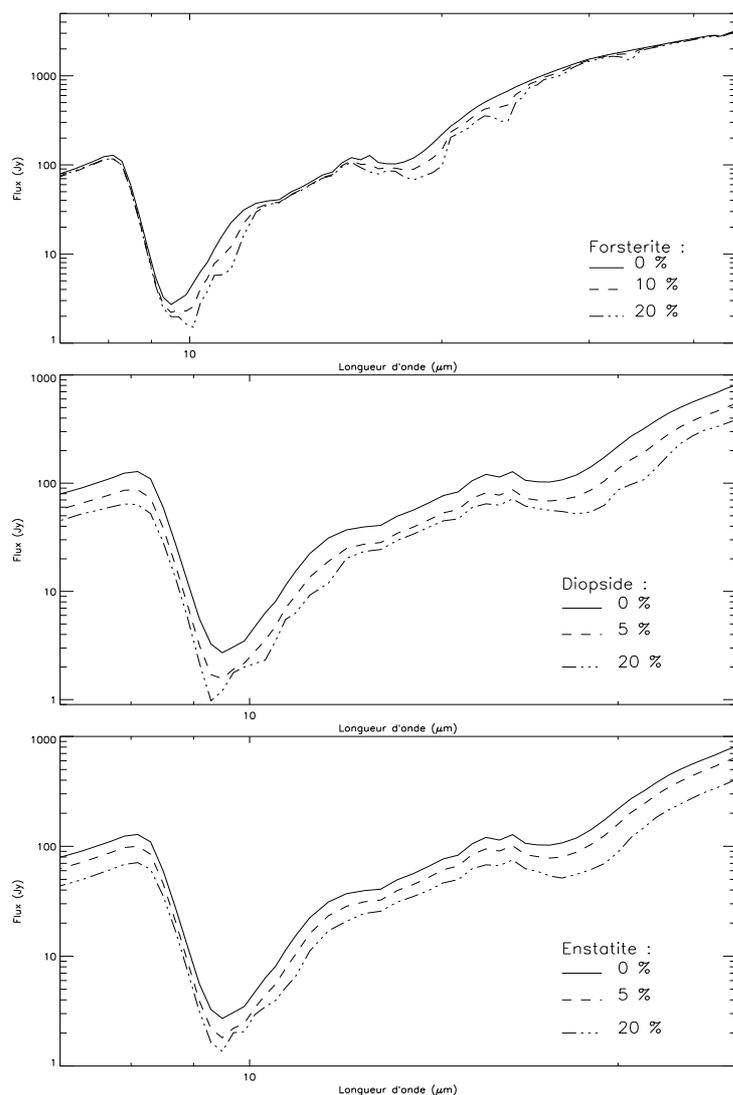 1000
100
10
1
Flux (Jy)
Forsterite :
0 %
10 %
20 %
10
Longueur d'onde (μm)
1000
100
10
1
Flux (Jy)
Diopside :
0 %
5 %
20 %
10
Longueur d'onde (μm)
1000
100
10
1
Flux (Jy)
Enstatite :
0 %
5 %
20 %
10
Longueur d'onde (μm)